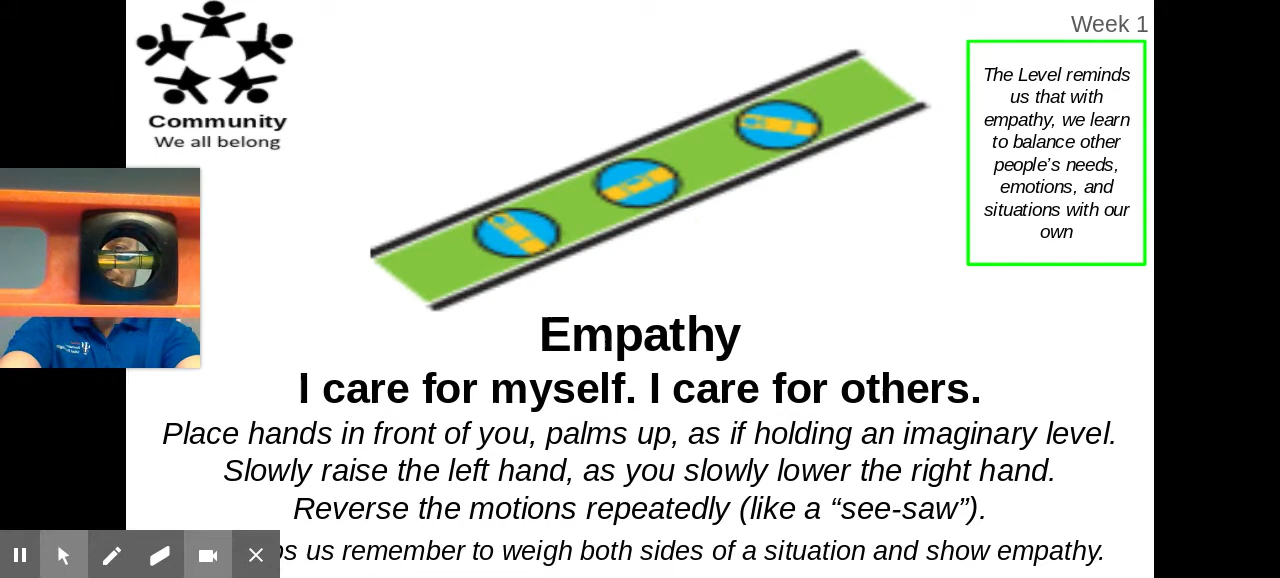 Community
We all belong
Week 1
The Level reminds
us that with
empathy, we learn
to balance other
people's needs,
emotions, and
situations with our
own
Empathy
I care for myself. I care for others.
Place hands in front of you, palms up, as if holding an imaginary level.
Slowly raise the left hand, as you slowly lower the right hand.
Reverse the motions repeatedly (like a “see-saw”).
us remember to weigh both sides of a situation and show empathy.